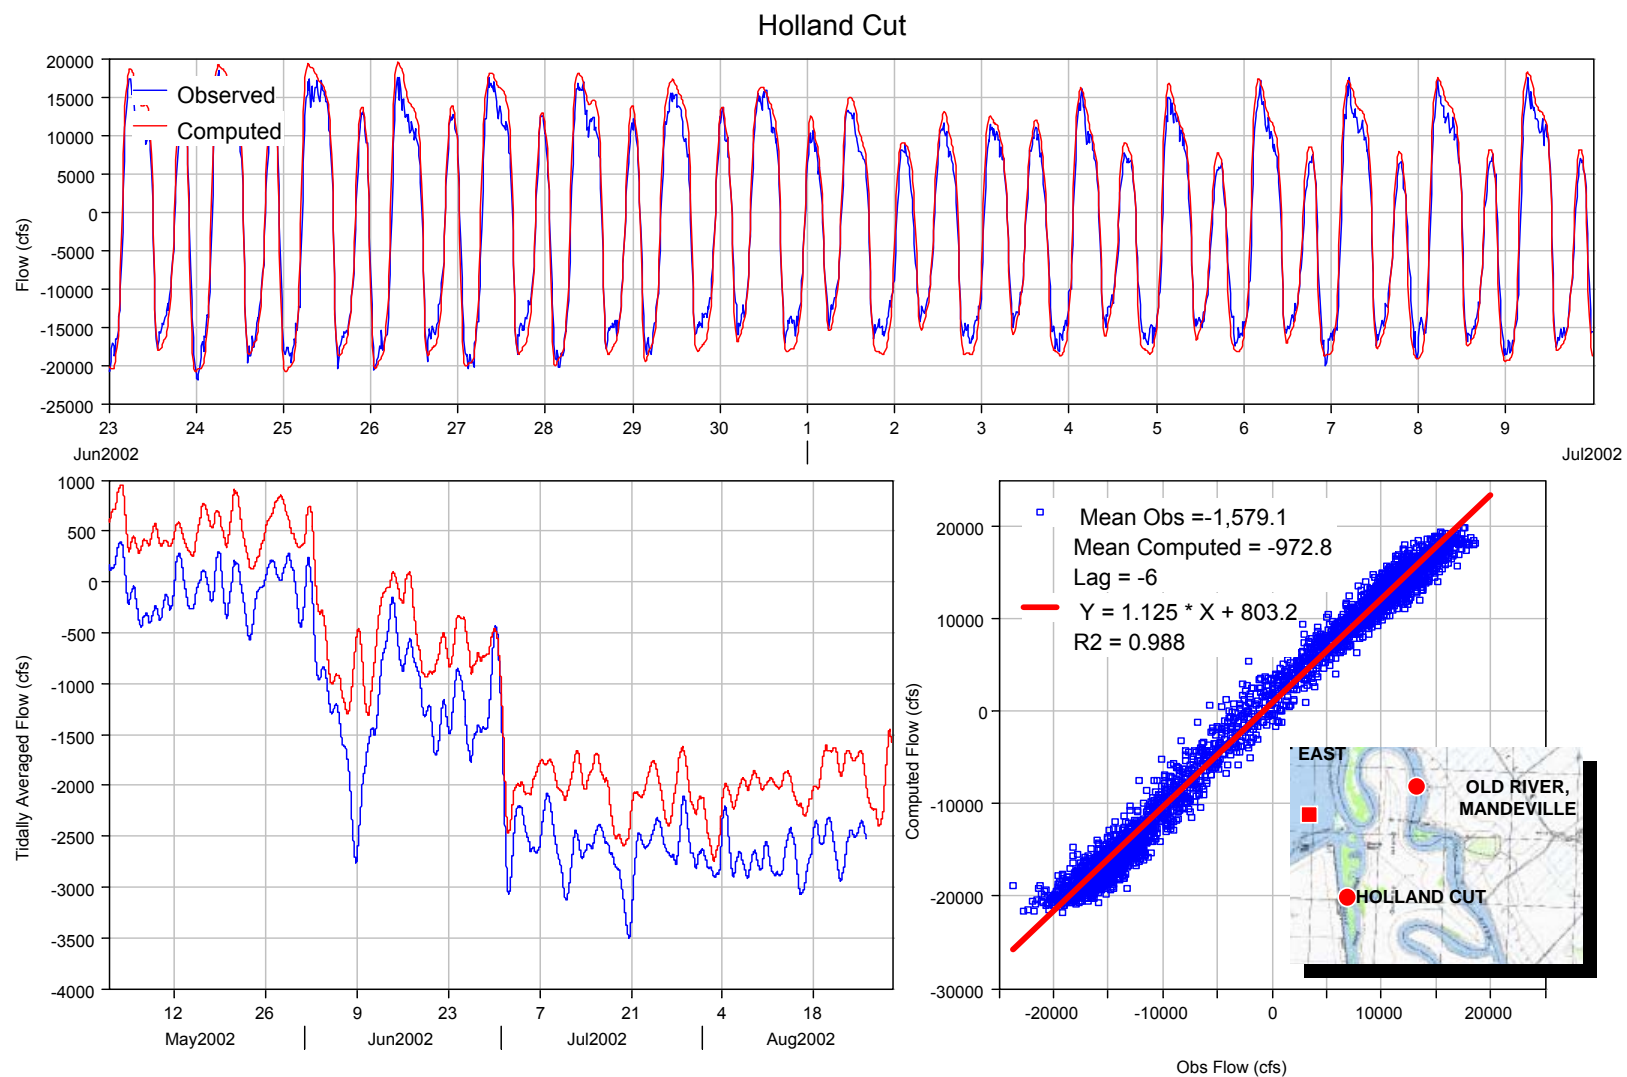 Holland Cut
20000
15000
10000
5000
0
-5000
-10000
-15000
-20000
-25000
Flow (cfs)
Observed
Computed
23 24 25 26 27 28 29 30 1 2 3 4 5 6 7 8 9
Jun2002 Jul2002
1000
500
0
-500
-1000
-1500
-2000
-2500
-3000
-3500
-4000
Tidally Averaged Flow (cfs)
12 26 9 23 7 21 4 18
May2002 Jun2002 Jul2002 Aug2002
20000
10000
0
-10000
-20000
-30000
Computed Flow (cfs)
Mean Obs =-1,579.1
Mean Computed = -972.8
Lag = -6
Y = 1.125 * X + 803.2
R2 = 0.988
EAST
OLD RIVER,
MANDEVILLE
HOLLAND CUT
-20000 -10000 0 10000 20000
Obs Flow (cfs)